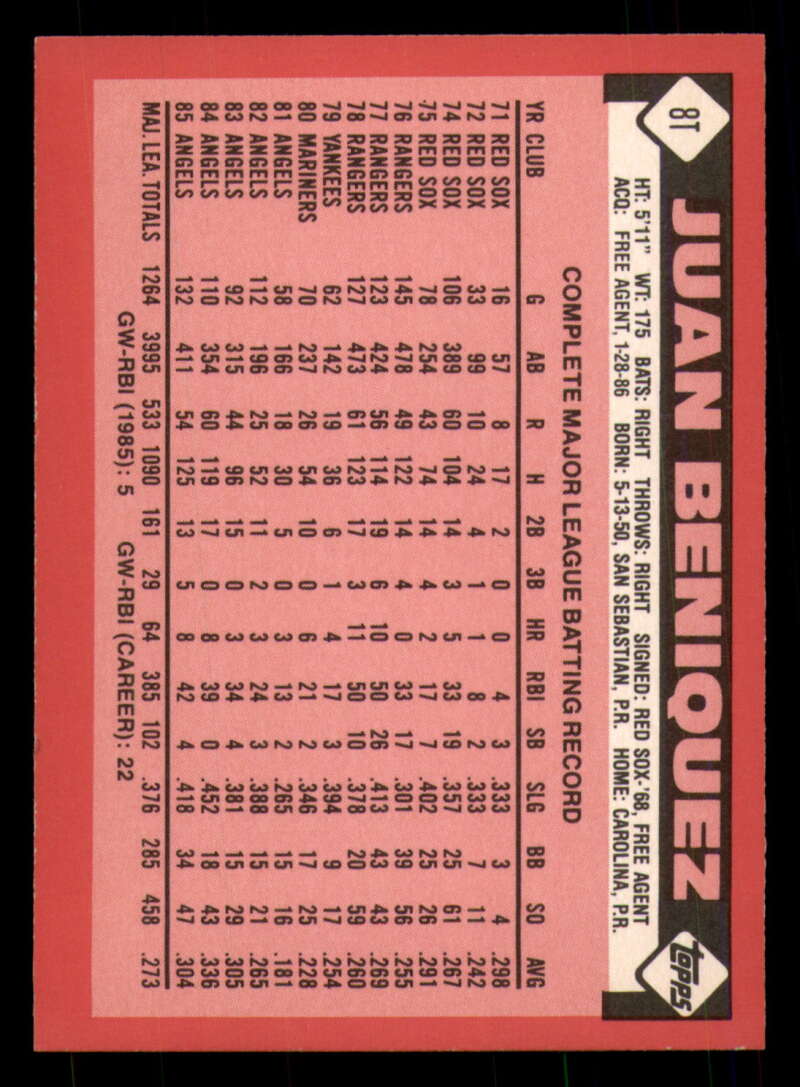 8T
JUAN BENIQUEZ
topps
HT: 5'11" WT: 175 BATS: RIGHT THROWS: RIGHT SIGNED: RED SOX-'68, FREE AGENT
ACQ: FREE AGENT, 1-28-86 BORN: 5-13-50, SAN SEBASTIAN, P.R. HOME: CAROLINA, P.R.
COMPLETE MAJOR LEAGUE BATTING RECORD
YR CLUB G AB R H 2B 3B HR RBI SB SLG BB SO AVG
71 RED SOX 16 57 8 17 2 0 0 4 3 .333 3 4 .298
72 RED SOX 33 99 10 24 4 1 1 8 2 .333 7 11 .242
74 RED SOX 106 389 60 104 14 3 5 33 19 .357 25 61 .267
75 RED SOX 78 254 43 74 14 4 2 17 7 .402 25 26 .291
76 RANGERS 145 478 49 122 14 4 0 33 17 .301 39 56 .255
77 RANGERS 123 424 56 114 19 6 10 50 26 .413 43 43 .269
78 RANGERS 127 473 61 123 17 3 11 50 10 .378 20 59 .260
79 YANKEES 62 142 19 36 6 1 4 17 3 .394 9 17 .254
80 MARINERS 70 237 26 54 10 0 6 21 2 .346 17 25 .228
81 ANGELS 58 166 18 30 5 0 3 13 2 .265 15 16 .181
82 ANGELS 112 196 25 52 11 2 3 24 3 .388 15 21 .265
83 ANGELS 92 315 44 96 15 0 3 34 4 .381 15 29 .305
84 ANGELS 110 354 60 119 17 0 8 39 0 .452 18 43 .336
85 ANGELS 132 411 54 125 13 5 8 42 4 .418 34 47 .304
MAJ. LEA. TOTALS 1264 3995 533 1090 161 29 64 385 102 .376 285 458 .273
GW-RBI (1985): 5 GW-RBI (CAREER): 22